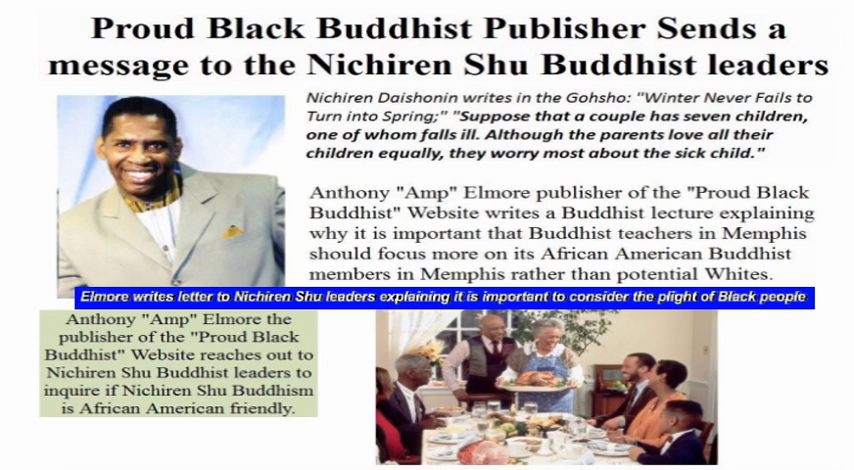 Proud Black Buddhist Publisher Sends a
message to the Nichiren Shu Buddhist leaders
Nichiren Daishonin writes in the Gohsho: "Winter Never Fails to
Turn into Spring;" "Suppose that a couple has seven children,
one of whom falls ill. Although the parents love all their
children equally, they worry most about the sick child."
Anthony "Amp" Elmore publisher of the "Proud Black
Buddhist" Website writes a Buddhist lecture explaining
why it is important that Buddhist teachers in Memphis
should focus more on its African American Buddhist
members in Memphis rather than potential Whites.
Elmore writes letter to Nichiren Shu leaders explaining it is important to consider the plight of Black people
Anthony "Amp" Elmore the
publisher of the "Proud Black
Buddhist" Website reaches out to
Nichiren Shu Buddhist leaders to
inquire if Nichiren Shu Buddhism
is African American friendly.